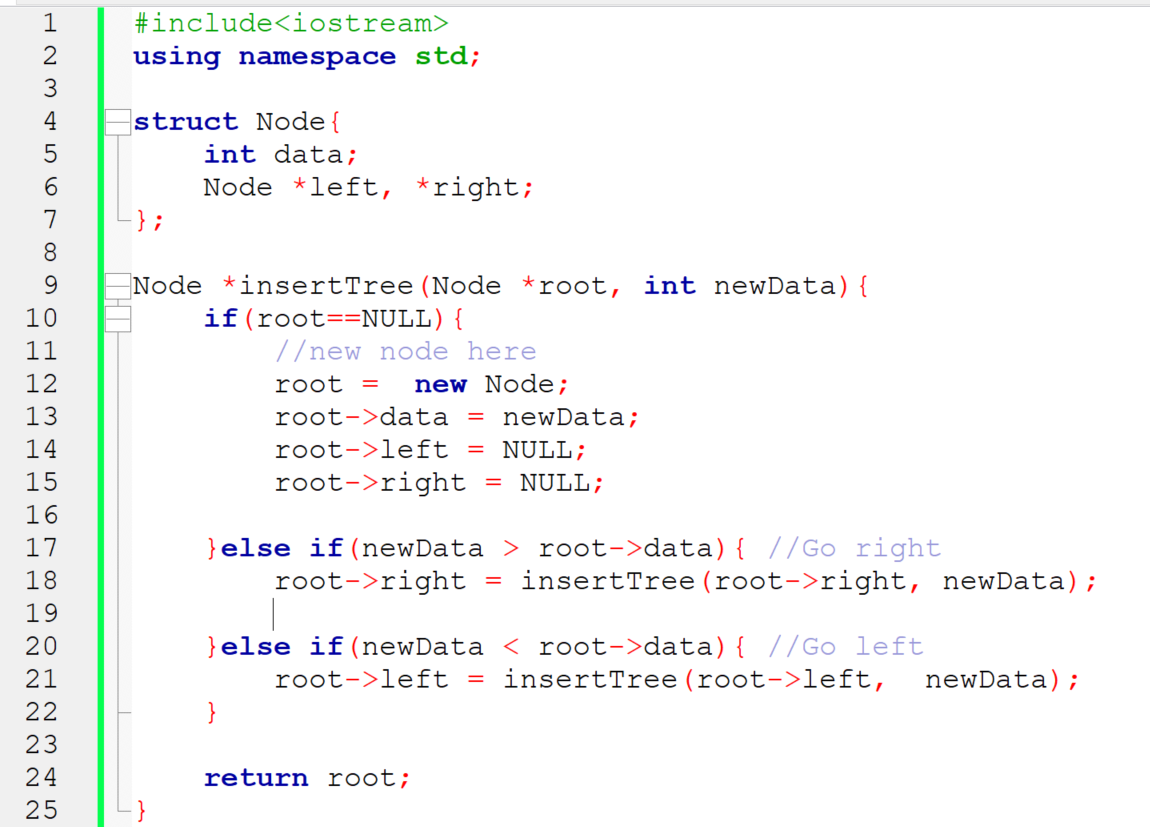 1 #include<iostream>
2 using namespace std;
3
4 struct Node{
5     int data;
6     Node *left, *right;
7 };
8
9 Node *insertTree(Node *root, int newData){
10     if(root==NULL){
11         //new node here
12         root =  new Node;
13         root->data = newData;
14         root->left = NULL;
15         root->right = NULL;
16
17     }else if(newData > root->data){ //Go right
18         root->right = insertTree(root->right, newData);
19
20     }else if(newData < root->data){ //Go left
21         root->left = insertTree(root->left,  newData);
22     }
23
24     return root;
25 }